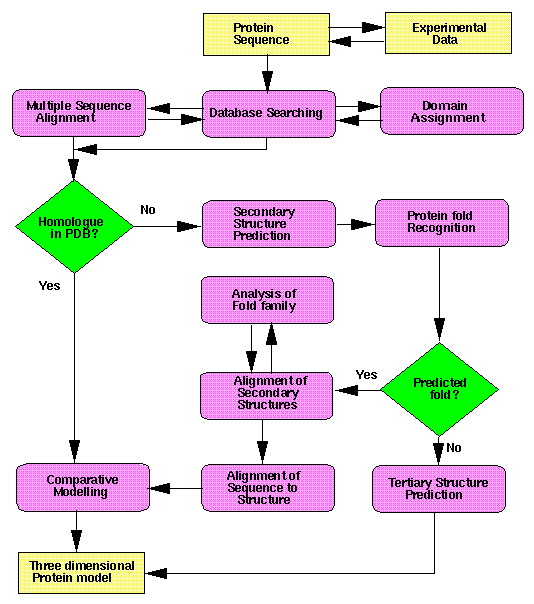 Protein
Sequence
Experimental
Data
Multiple Sequence
Alignment
Database Searching
Domain
Assignment
Homologue
in PDB?
No
Secondary
Structure
Prediction
Protein fold
Recognition
Yes
Analysis of
Fold family
Alignment of
Secondary
Structures
Yes
Predicted
fold?
No
Comparative
Modelling
Alignment of
Sequence to
Structure
Tertiary Structure
Prediction
Three dimensional
Protein model